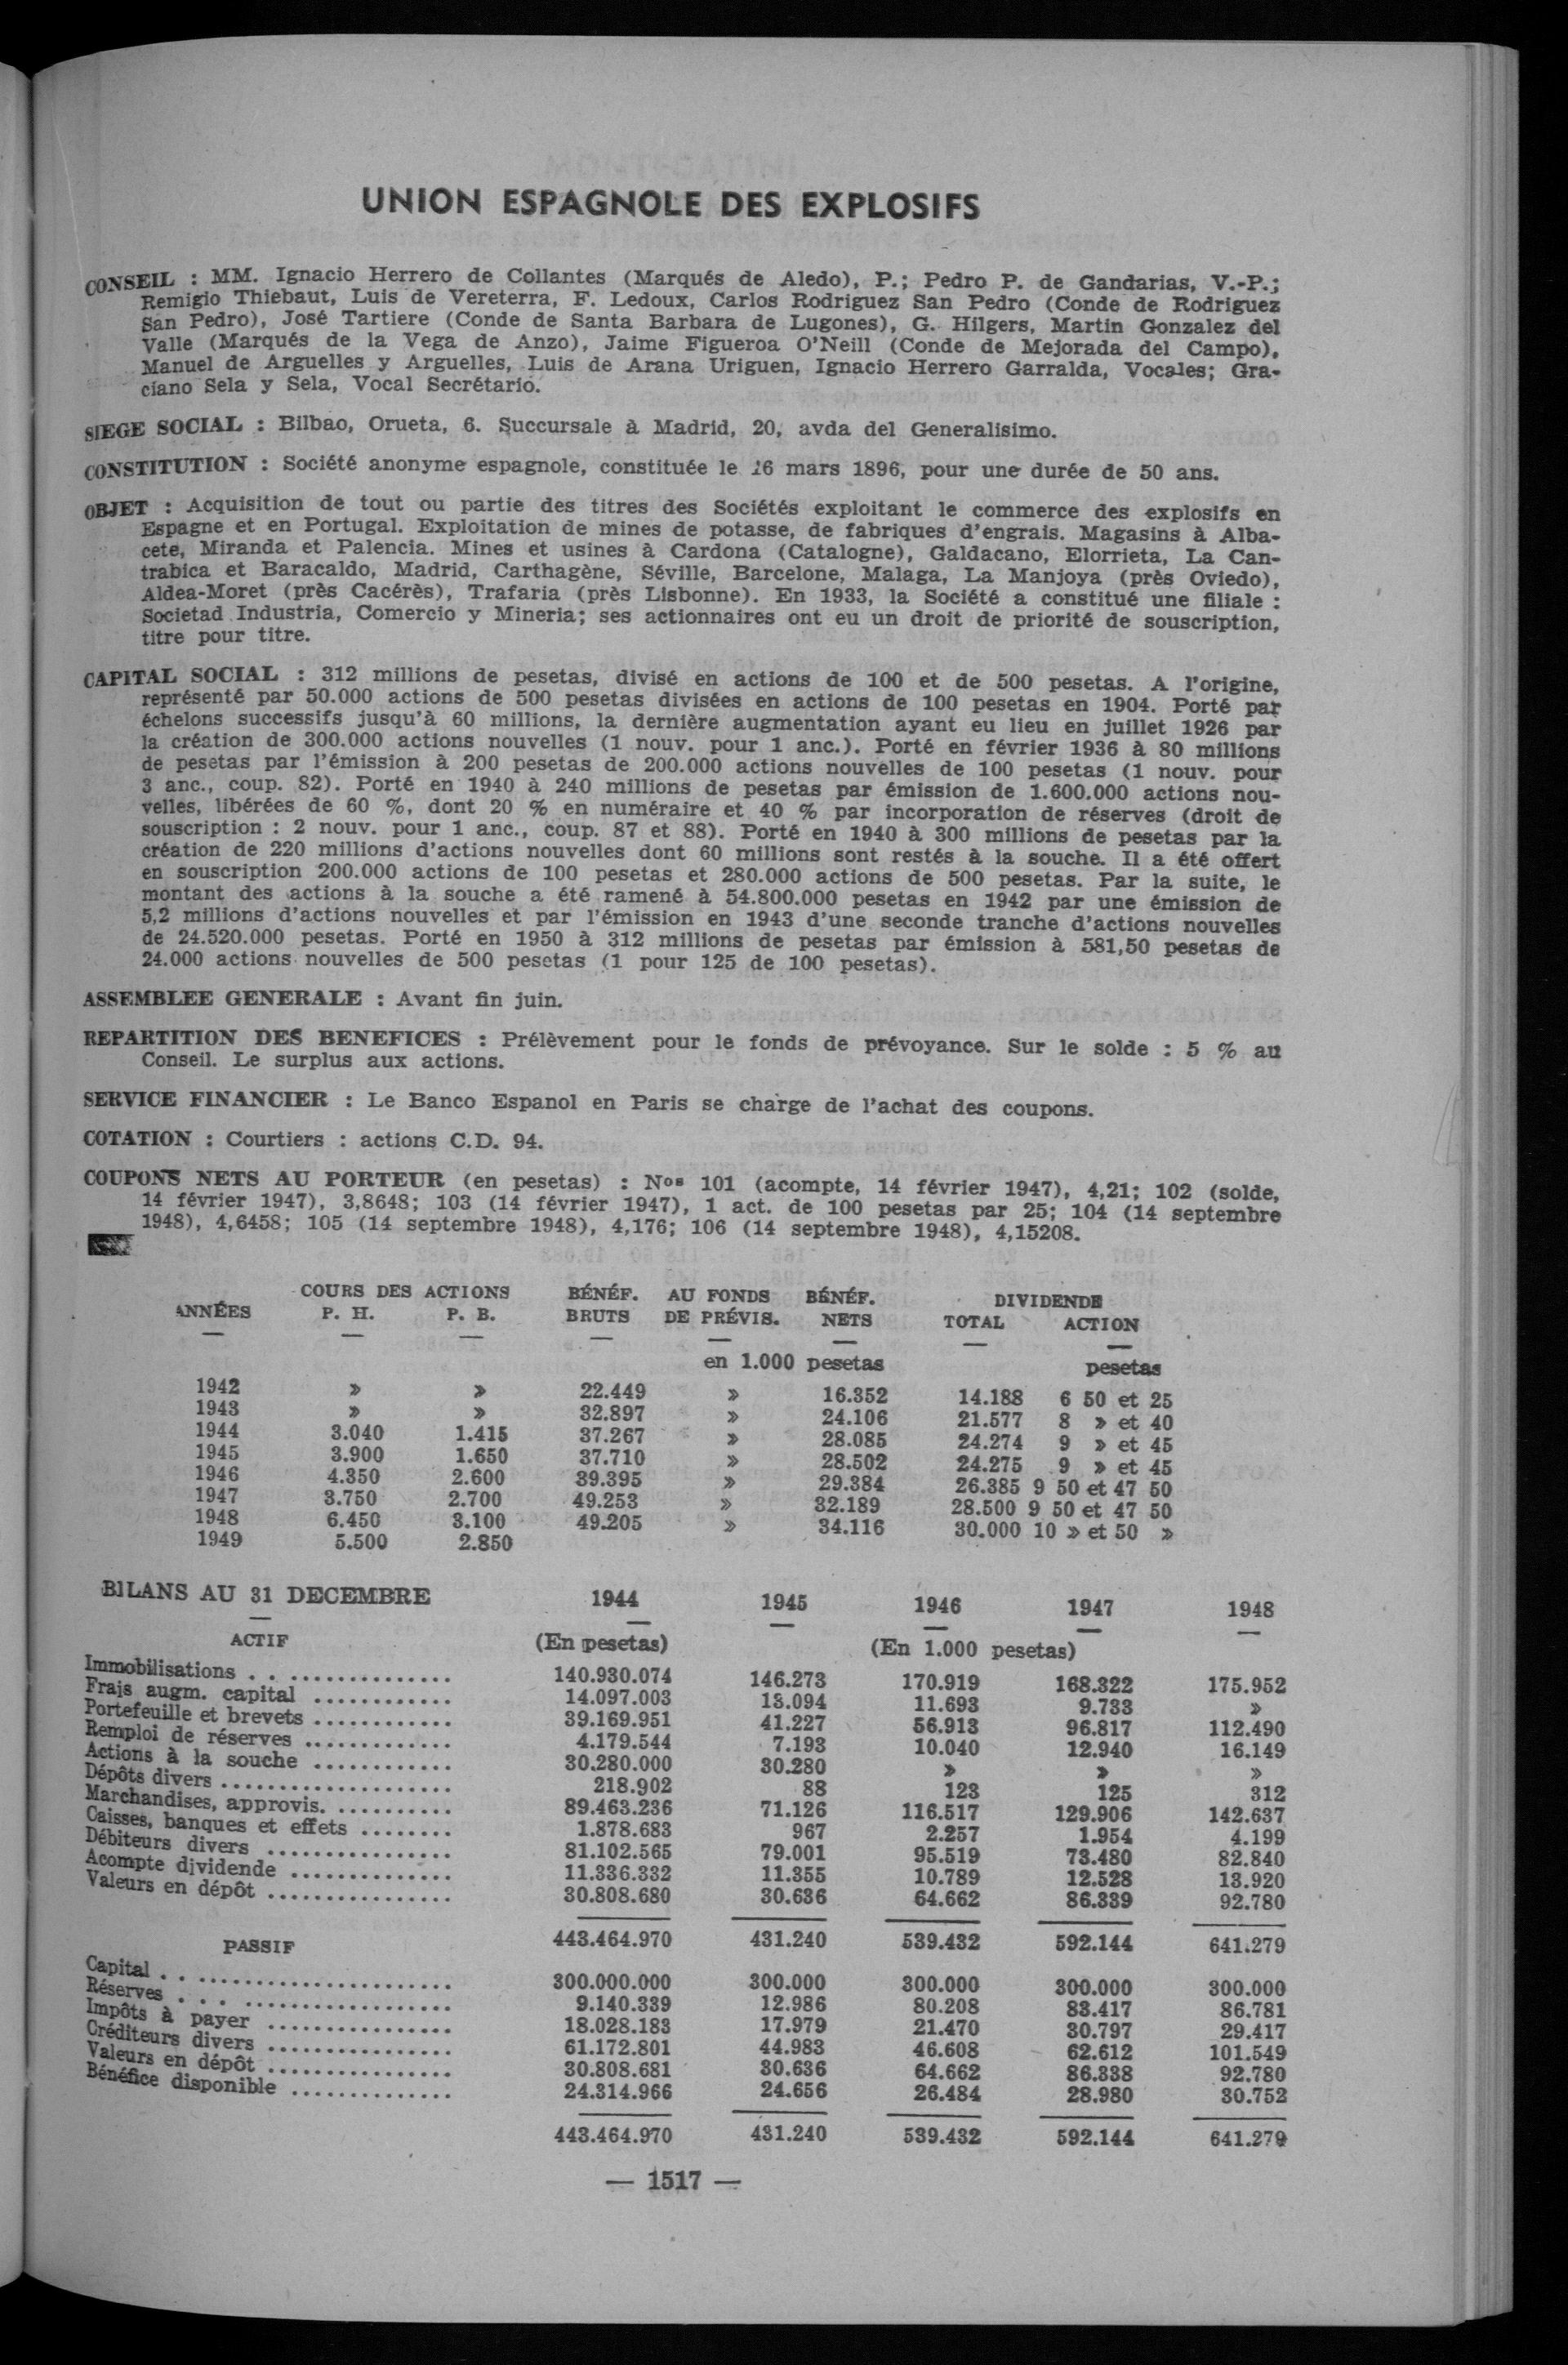 UNION ESPAGNOLE DES EXPLOSIFS
CONSEIL : MM. Ignacio Herrero de Collantes (Marqués de Aledo), P.; Pedro P. de Gandarias, V.-P.;
Remigio Thiebaut, Luis de Vereterra, F. Ledoux, Carlos Rodriguez San Pedro (Conde de Rodriguez
San Pedro), José Tartiere (Conde de Santa Barbara de Lugones), G. Hilgers, Martin Gonzalez del
Valle (Marqués de la Vega de Anzo), Jaime Figueroa O'Neill (Conde de Mejorada del Campo),
Manuel de Arguelles y Arguelles, Luis de Arana Uriguen, Ignacio Herrero Garralda, Vocales; Gra-
ciano Sela y Sela, Vocal Secrétario.
SIEGE SOCIAL : Bilbao, Orueta, 6. Succursale à Madrid, 20, avda del Generalisimo.
CONSTITUTION : Société anonyme espagnole, constituée le 16 mars 1896, pour une durée de 50 ans.
OBJET : Acquisition de tout ou partie des titres des Sociétés exploitant le commerce des explosifs en
Espagne et en Portugal. Exploitation de mines de potasse, de fabriques d'engrais. Magasins à Alba-
cete, Miranda et Palencia. Mines et usines à Cardona (Catalogne), Galdacano, Elorrieta, La Can-
trabica et Baracaldo, Madrid, Carthagène, Séville, Barcelone, Malaga, La Manjoya (près Oviedo),
Aldea-Moret (près Cacérès), Trafaria (près Lisbonne). En 1933, la Société a constitué une filiale :
Societad Industria, Comercio y Mineria; ses actionnaires ont eu un droit de priorité de souscription,
titre pour titre.
CAPITAL SOCIAL : 312 millions de pesetas, divisé en actions de 100 et de 500 pesetas. A l'origine,
représenté par 50.000 actions de 500 pesetas divisées en actions de 100 pesetas en 1904. Porté par
échelons successifs jusqu'à 60 millions, la dernière augmentation ayant eu lieu en juillet 1926 par
la création de 300.000 actions nouvelles (1 nouv. pour 1 anc.). Porté en février 1936 à 80 millions
de pesetas par l'émission à 200 pesetas de 200.000 actions nouvelles de 100 pesetas (1 nouv. pour
3 anc., coup. 82). Porté en 1940 à 240 millions de pesetas par émission de 1.600.000 actions nou-
velles, libérées de 60 %, dont 20 % en numéraire et 40 % par incorporation de réserves (droit de
souscription : 2 nouv. pour 1 anc., coup. 87 et 88). Porté en 1940 à 300 millions de pesetas par la
création de 220 millions d'actions nouvelles dont 60 millions sont restés à la souche. Il a été offert
en souscription 200.000 actions de 100 pesetas et 280.000 actions de 500 pesetas. Par la suite, le
montant des actions à la souche a été ramené à 54.800.000 pesetas en 1942 par une émission de
5,2 millions d'actions nouvelles et par l'émission en 1943 d'une seconde tranche d'actions nouvelles
de 24.520.000 pesetas. Porté en 1950 à 312 millions de pesetas par émission à 581,50 pesetas de
24.000 actions nouvelles de 500 pesetas (1 pour 125 de 100 pesetas).
ASSEMBLEE GENERALE : Avant fin juin.
REPARTITION DES BENEFICES : Prélèvement pour le fonds de prévoyance. Sur le solde : 5 % au
Conseil. Le surplus aux actions.
SERVICE FINANCIER : Le Banco Espanol en Paris se charge de l'achat des coupons.
COTATION : Courtiers : actions C.D. 94.
COUPONS NETS AU PORTEUR (en pesetas) : Nos 101 (acompte, 14 février 1947), 4,21; 102 (solde,
14 février 1947), 3,8648; 103 (14 février 1947), 1 act. de 100 pesetas par 25; 104 (14 septembre
1948), 4,6458; 105 (14 septembre 1948), 4,176; 106 (14 septembre 1948), 4,15208.
COURS DES ACTIONS BÉNÉF. AU FONDS BÉNÉF. DIVIDENDE
ANNÉES P. H. P. B. BRUTS DE PRÉVIS. NETS TOTAL ACTION
en 1.000 pesetas pesetas
1942 » » 22.449 » 16.352 14.188 6 50 et 25
1943 » » 32.897 » 24.106 21.577 8 » et 40
1944 3.040 1.415 37.267 » 28.085 24.274 9 » et 45
1945 3.900 1.650 37.710 » 28.502 24.275 9 » et 45
1946 4.350 2.600 39.395 » 29.384 26.385 9 50 et 47 50
1947 3.750 2.700 49.253 » 32.189 28.500 9 50 et 47 50
1948 6.450 3.100 49.205 » 34.116 30.000 10 » et 50 »
1949 5.500 2.850
BILANS AU 31 DECEMBRE 1944 1945 1946 1947 1948
ACTIF (En pesetas) (En 1.000 pesetas)
Immobilisations . . .............. 140.930.074 146.273 170.919 168.322 175.952
Frais augm. capital ............ 14.097.003 13.094 11.693 9.733 »
Portefeuille et brevets ............ 39.169.951 41.227 56.913 96.817 112.490
Remploi de réserves ............. 4.179.544 7.193 10.040 12.940 16.149
Actions à la souche ............ 30.280.000 30.280 » » »
Dépôts divers .................... 218.902 88 123 125 312
Marchandises, approvis. .......... 89.463.236 71.126 116.517 129.906 142.637
Caisses, banques et effets ........ 1.878.683 967 2.257 1.954 4.199
Débiteurs divers ................ 81.102.565 79.001 95.519 73.480 82.840
Acompte dividende .............. 11.336.332 11.355 10.789 12.528 13.920
Valeurs en dépôt ................ 30.808.680 30.636 64.662 86.339 92.780
443.464.970 431.240 539.432 592.144 641.279
PASSIF
Capital . . ...................... 300.000.000 300.000 300.000 300.000 300.000
Réserves . . . .................. 9.140.339 12.986 80.208 83.417 86.781
Impôts à payer ................ 18.028.183 17.979 21.470 30.797 29.417
Créditeurs divers ................ 61.172.801 44.983 46.608 62.612 101.549
Valeurs en dépôt ................ 30.808.681 30.636 64.662 86.338 92.780
Bénéfice disponible .............. 24.314.966 24.656 26.484 28.980 30.752
443.464.970 431.240 539.432 592.144 641.279
— 1517 —